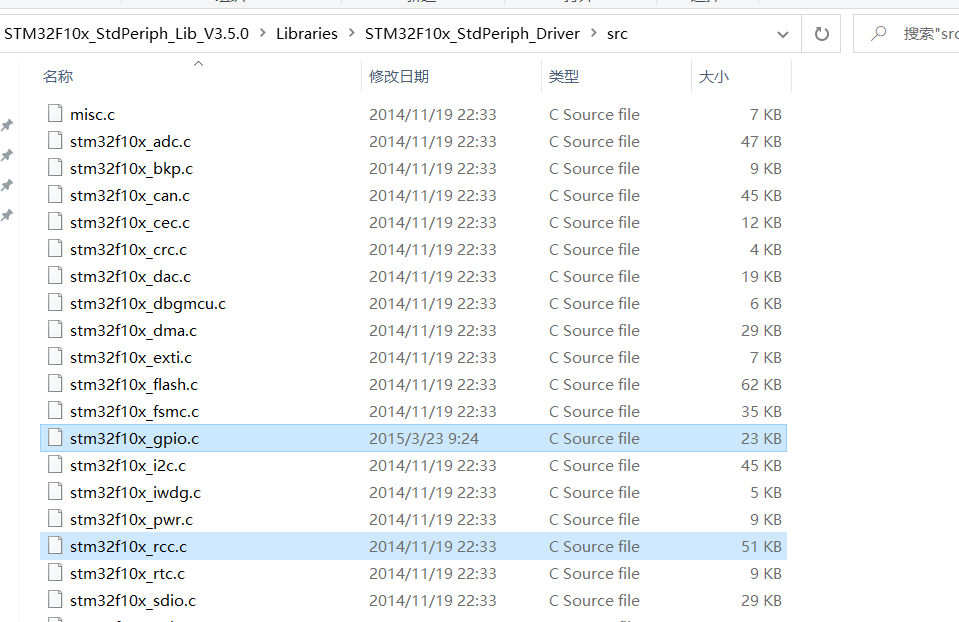 STM32F10x_StdPeriph_Lib_V3.5.0 > Libraries > STM32F10x_StdPeriph_Driver > src
搜索"src
名称 修改日期 类型 大小
misc.c 2014/11/19 22:33 C Source file 7 KB
stm32f10x_adc.c 2014/11/19 22:33 C Source file 47 KB
stm32f10x_bkp.c 2014/11/19 22:33 C Source file 9 KB
stm32f10x_can.c 2014/11/19 22:33 C Source file 45 KB
stm32f10x_cec.c 2014/11/19 22:33 C Source file 12 KB
stm32f10x_crc.c 2014/11/19 22:33 C Source file 4 KB
stm32f10x_dac.c 2014/11/19 22:33 C Source file 19 KB
stm32f10x_dbgmcu.c 2014/11/19 22:33 C Source file 6 KB
stm32f10x_dma.c 2014/11/19 22:33 C Source file 29 KB
stm32f10x_exti.c 2014/11/19 22:33 C Source file 7 KB
stm32f10x_flash.c 2014/11/19 22:33 C Source file 62 KB
stm32f10x_fsmc.c 2014/11/19 22:33 C Source file 35 KB
stm32f10x_gpio.c 2015/3/23 9:24 C Source file 23 KB
stm32f10x_i2c.c 2014/11/19 22:33 C Source file 45 KB
stm32f10x_iwdg.c 2014/11/19 22:33 C Source file 5 KB
stm32f10x_pwr.c 2014/11/19 22:33 C Source file 9 KB
stm32f10x_rcc.c 2014/11/19 22:33 C Source file 51 KB
stm32f10x_rtc.c 2014/11/19 22:33 C Source file 9 KB
stm32f10x_sdio.c 2014/11/19 22:33 C Source file 29 KB